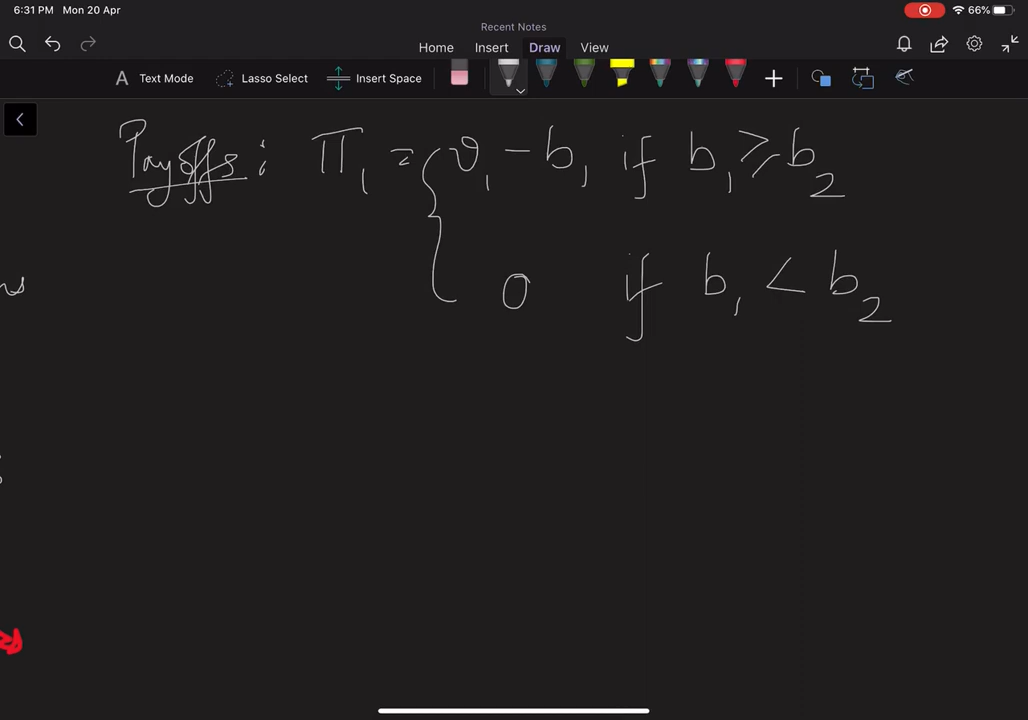 6:31 PM Mon 20 Apr 66%
Recent Notes
Home Insert Draw View
A Text Mode Lasso Select Insert Space
Payoffs: Π₁ = { v₁ - b₁ if b₁ ≥ b₂
0 if b₁ < b₂